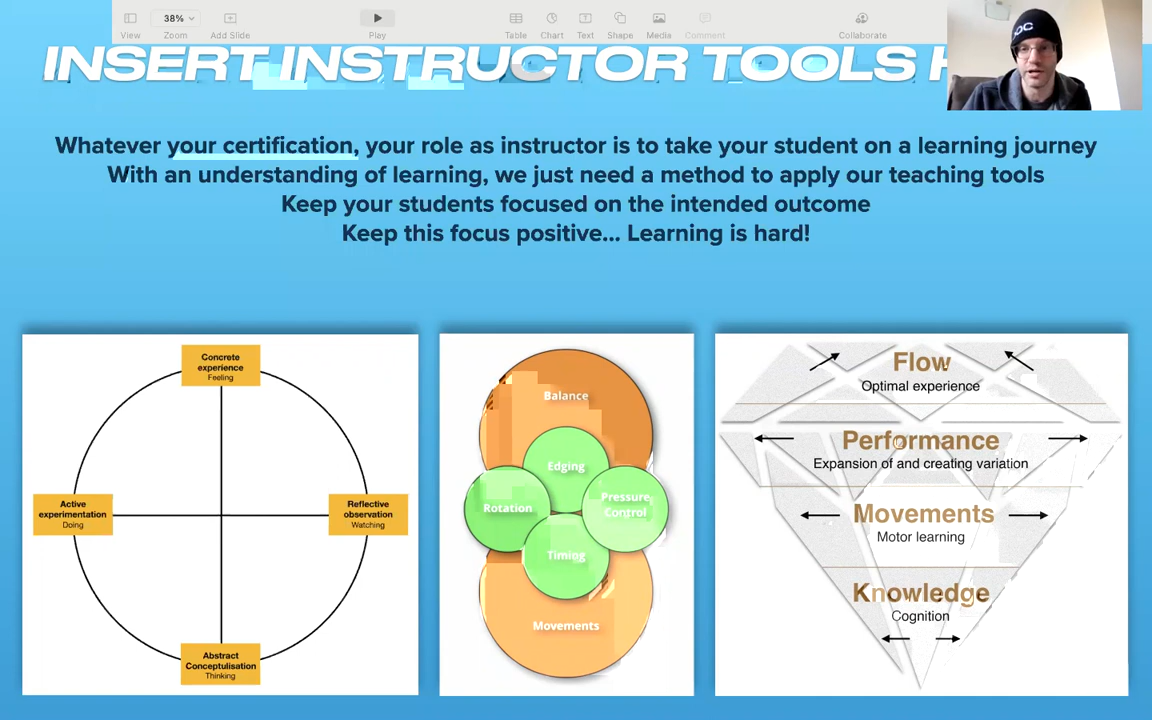 View
38%
Zoom
Add Slide
Play
Table
Chart
Text
Shape
Media
Comment
Collaborate
INSERT INSTRUCTOR TOOLS
Whatever your certification, your role as instructor is to take your student on a learning journey
With an understanding of learning, we just need a method to apply our teaching tools
Keep your students focused on the intended outcome
Keep this focus positive... Learning is hard!
Concrete
experience
Feeling
Active
experimentation
Doing
Reflective
observation
Watching
Abstract
Conceptulisation
Thinking
Balance
Edging
Rotation
Pressure
Control
Timing
Movements
Flow
Optimal experience
Performance
Expansion of and creating variation
Movements
Motor learning
Knowledge
Cognition